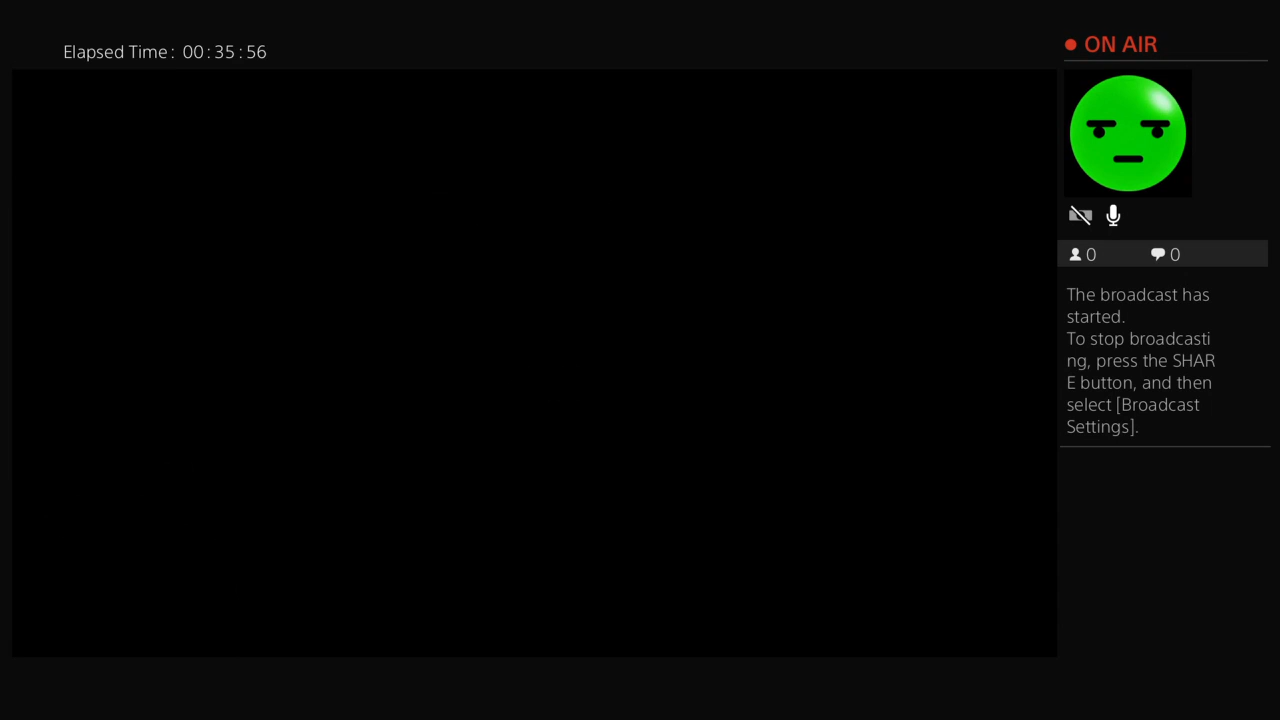 Elapsed Time: 00:35:56
ON AIR
0 0
The broadcast has
started.
To stop broadcasti
ng, press the SHAR
E button, and then
select [Broadcast
Settings].